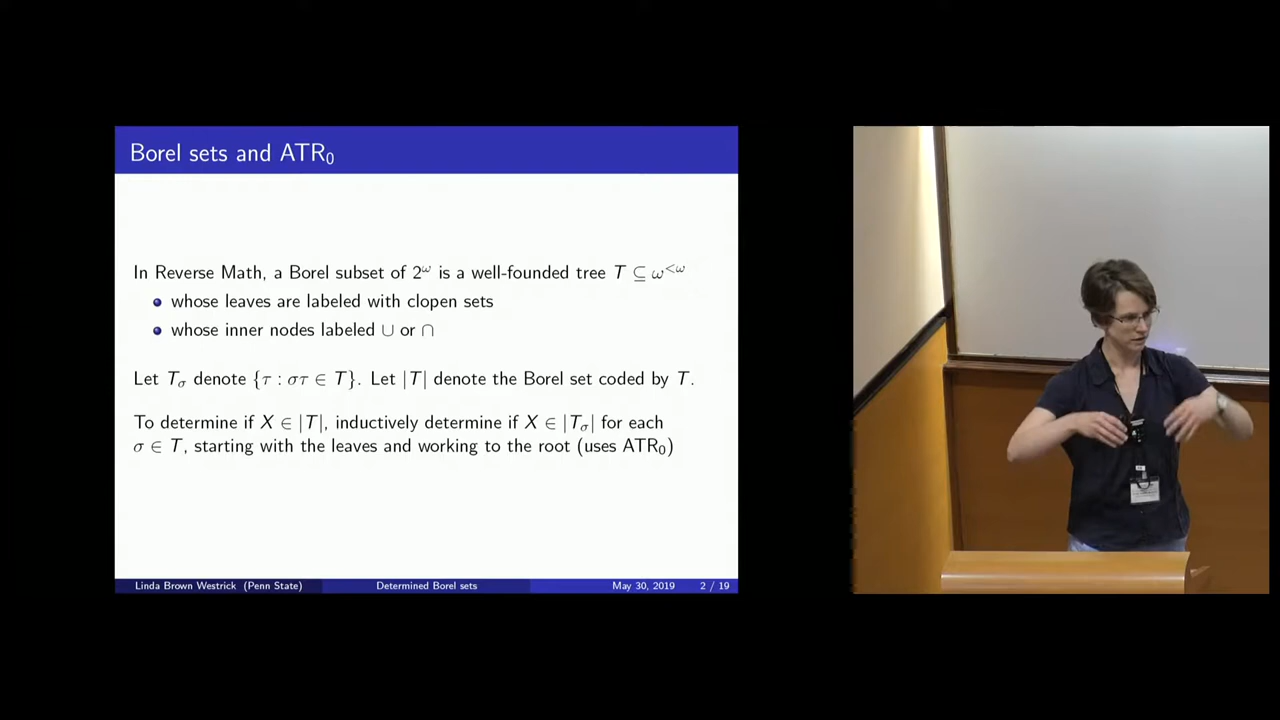 Borel sets and ATR₀
In Reverse Math, a Borel subset of 2^ω is a well-founded tree T ⊆ ω^{<ω}
• whose leaves are labeled with clopen sets
• whose inner nodes labeled ∪ or ∩
Let T_σ denote {τ : στ ∈ T}. Let |T| denote the Borel set coded by T.
To determine if X ∈ |T|, inductively determine if X ∈ |T_σ| for each
σ ∈ T, starting with the leaves and working to the root (uses ATR₀)
Linda Brown Westrick (Penn State) Determined Borel sets May 30, 2019 2 / 19